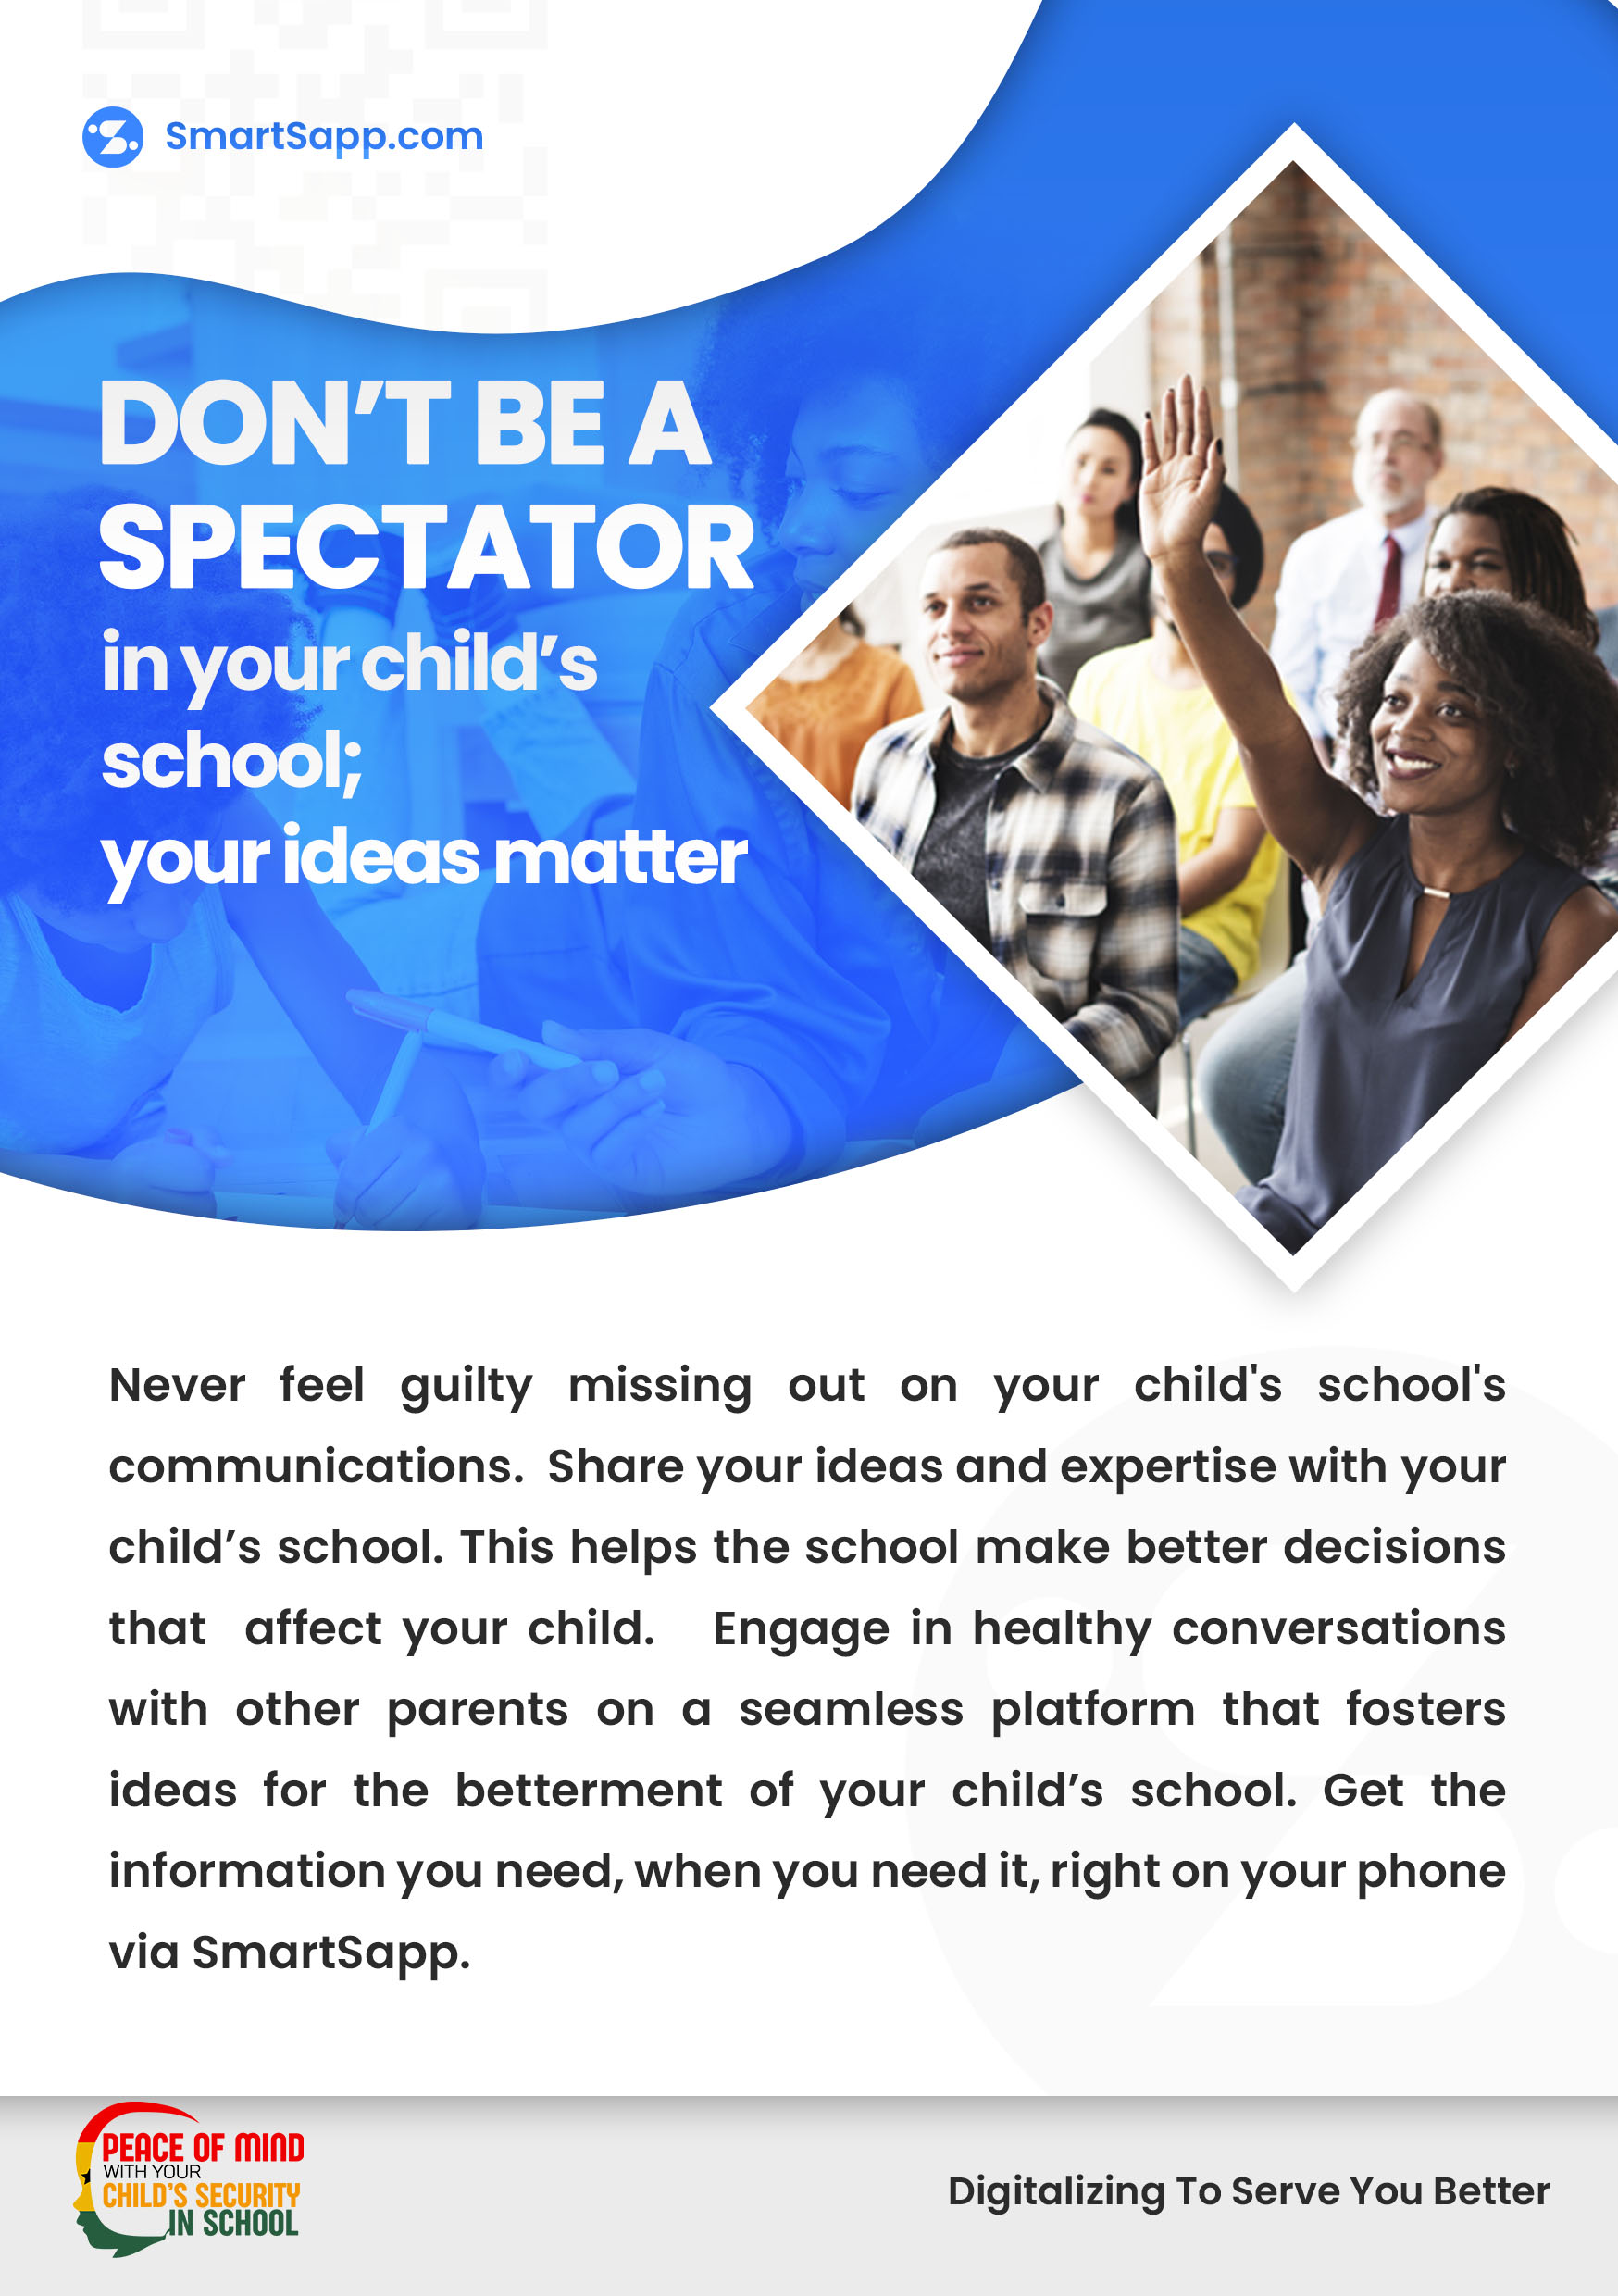 SmartSapp.com
DON’T BE A
SPECTATOR
in your child’s
school;
your ideas matter
Never feel guilty missing out on your child's school's
communications. Share your ideas and expertise with your
child’s school. This helps the school make better decisions
that affect your child. Engage in healthy conversations
with other parents on a seamless platform that fosters
ideas for the betterment of your child’s school. Get the
information you need, when you need it, right on your phone
via SmartSapp.
PEACE OF MIND
WITH YOUR
CHILD'S SECURITY
IN SCHOOL
Digitalizing To Serve You Better